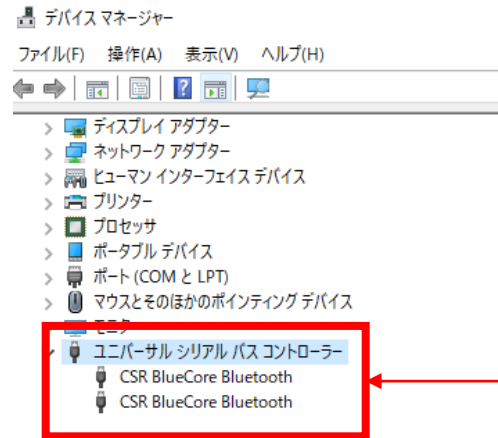 デバイス マネージャー
ファイル(F) 操作(A) 表示(V) ヘルプ(H)
ディスプレイ アダプター
ネットワーク アダプター
ヒューマン インターフェイス デバイス
プリンター
プロセッサ
ポータブル デバイス
ポート (COM と LPT)
マウスとそのほかのポインティング デバイス
モニター
ユニバーサル シリアル バス コントローラー
CSR BlueCore Bluetooth
CSR BlueCore Bluetooth